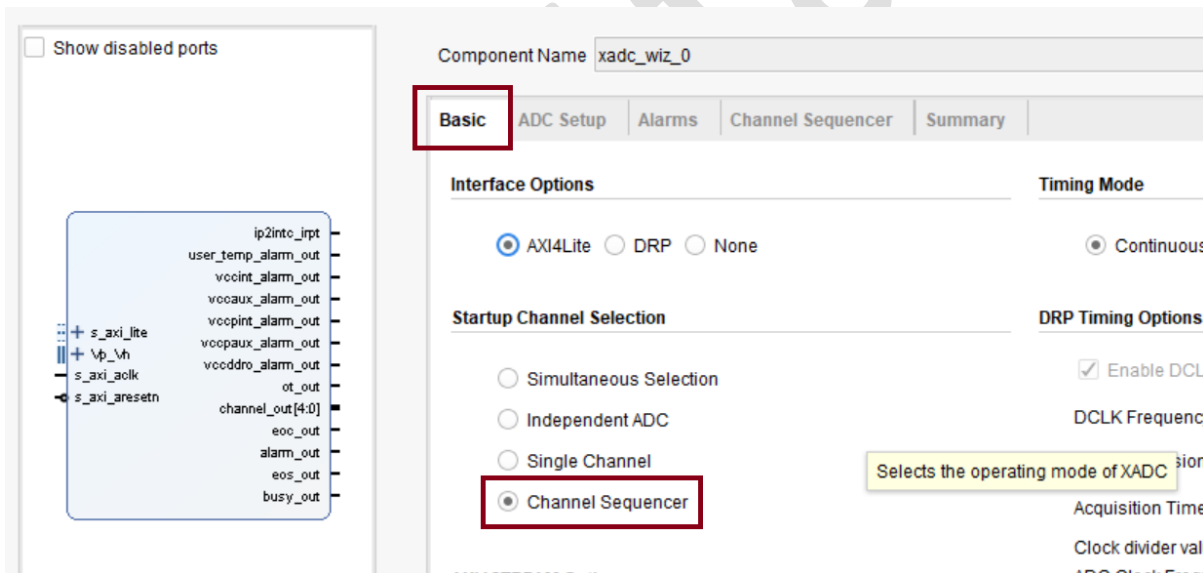 Show disabled ports
ip2intc_irpt
user_temp_alarm_out
vccint_alarm_out
vccaux_alarm_out
vccpint_alarm_out
vccpaux_alarm_out
vccddro_alarm_out
ot_out
channel_out[4:0]
eoc_out
alarm_out
eos_out
busy_out
s_axi_lite
Vp_Vn
s_axi_aclk
s_axi_aresetn
Component Name xadc_wiz_0
Basic ADC Setup Alarms Channel Sequencer Summary
Interface Options
AXI4Lite DRP None
Startup Channel Selection
Simultaneous Selection
Independent ADC
Single Channel
Channel Sequencer
Timing Mode
Continuous
DRP Timing Options
Enable DCL
DCLK Frequenc
Selects the operating mode of XADC
sion
Acquisition Time
Clock divider val